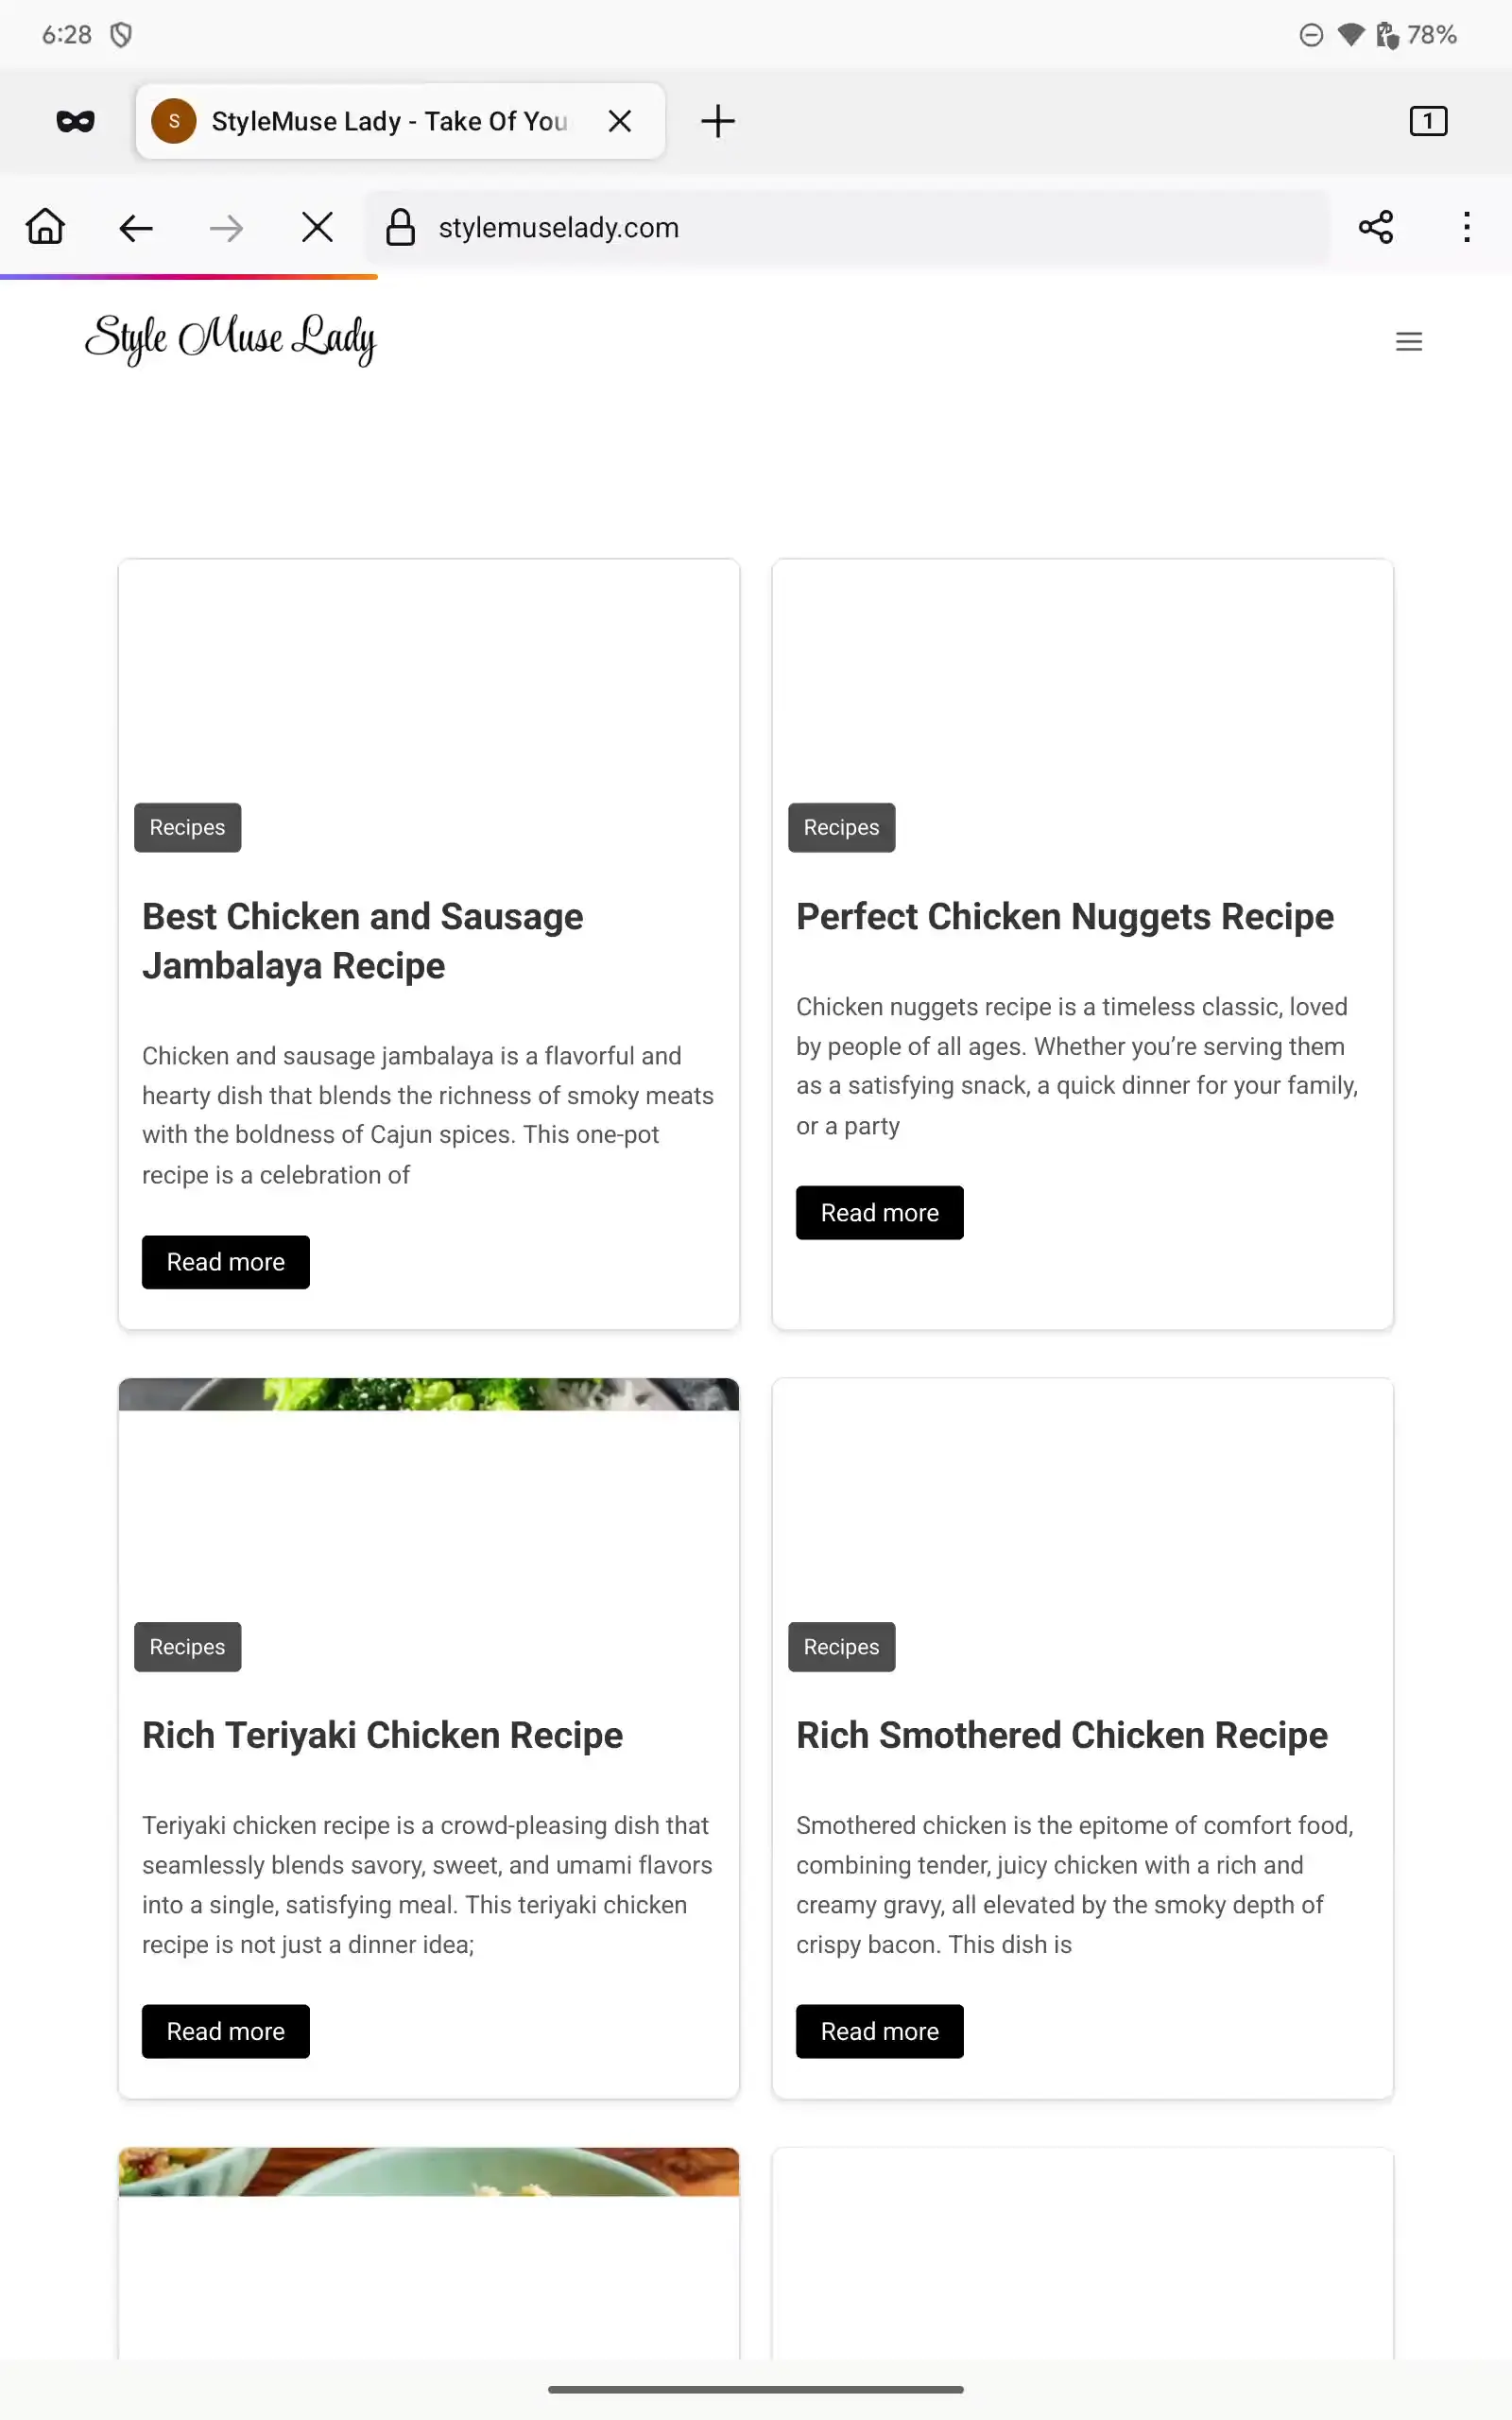 6:28
78%
S
StyleMuse Lady - Take Of You
1
stylemuselady.com
Style Muse Lady
Recipes
Best Chicken and Sausage
Jambalaya Recipe
Chicken and sausage jambalaya is a flavorful and
hearty dish that blends the richness of smoky meats
with the boldness of Cajun spices. This one-pot
recipe is a celebration of
Read more
Recipes
Perfect Chicken Nuggets Recipe
Chicken nuggets recipe is a timeless classic, loved
by people of all ages. Whether you’re serving them
as a satisfying snack, a quick dinner for your family,
or a party
Read more
Recipes
Rich Teriyaki Chicken Recipe
Teriyaki chicken recipe is a crowd-pleasing dish that
seamlessly blends savory, sweet, and umami flavors
into a single, satisfying meal. This teriyaki chicken
recipe is not just a dinner idea;
Read more
Recipes
Rich Smothered Chicken Recipe
Smothered chicken is the epitome of comfort food,
combining tender, juicy chicken with a rich and
creamy gravy, all elevated by the smoky depth of
crispy bacon. This dish is
Read more